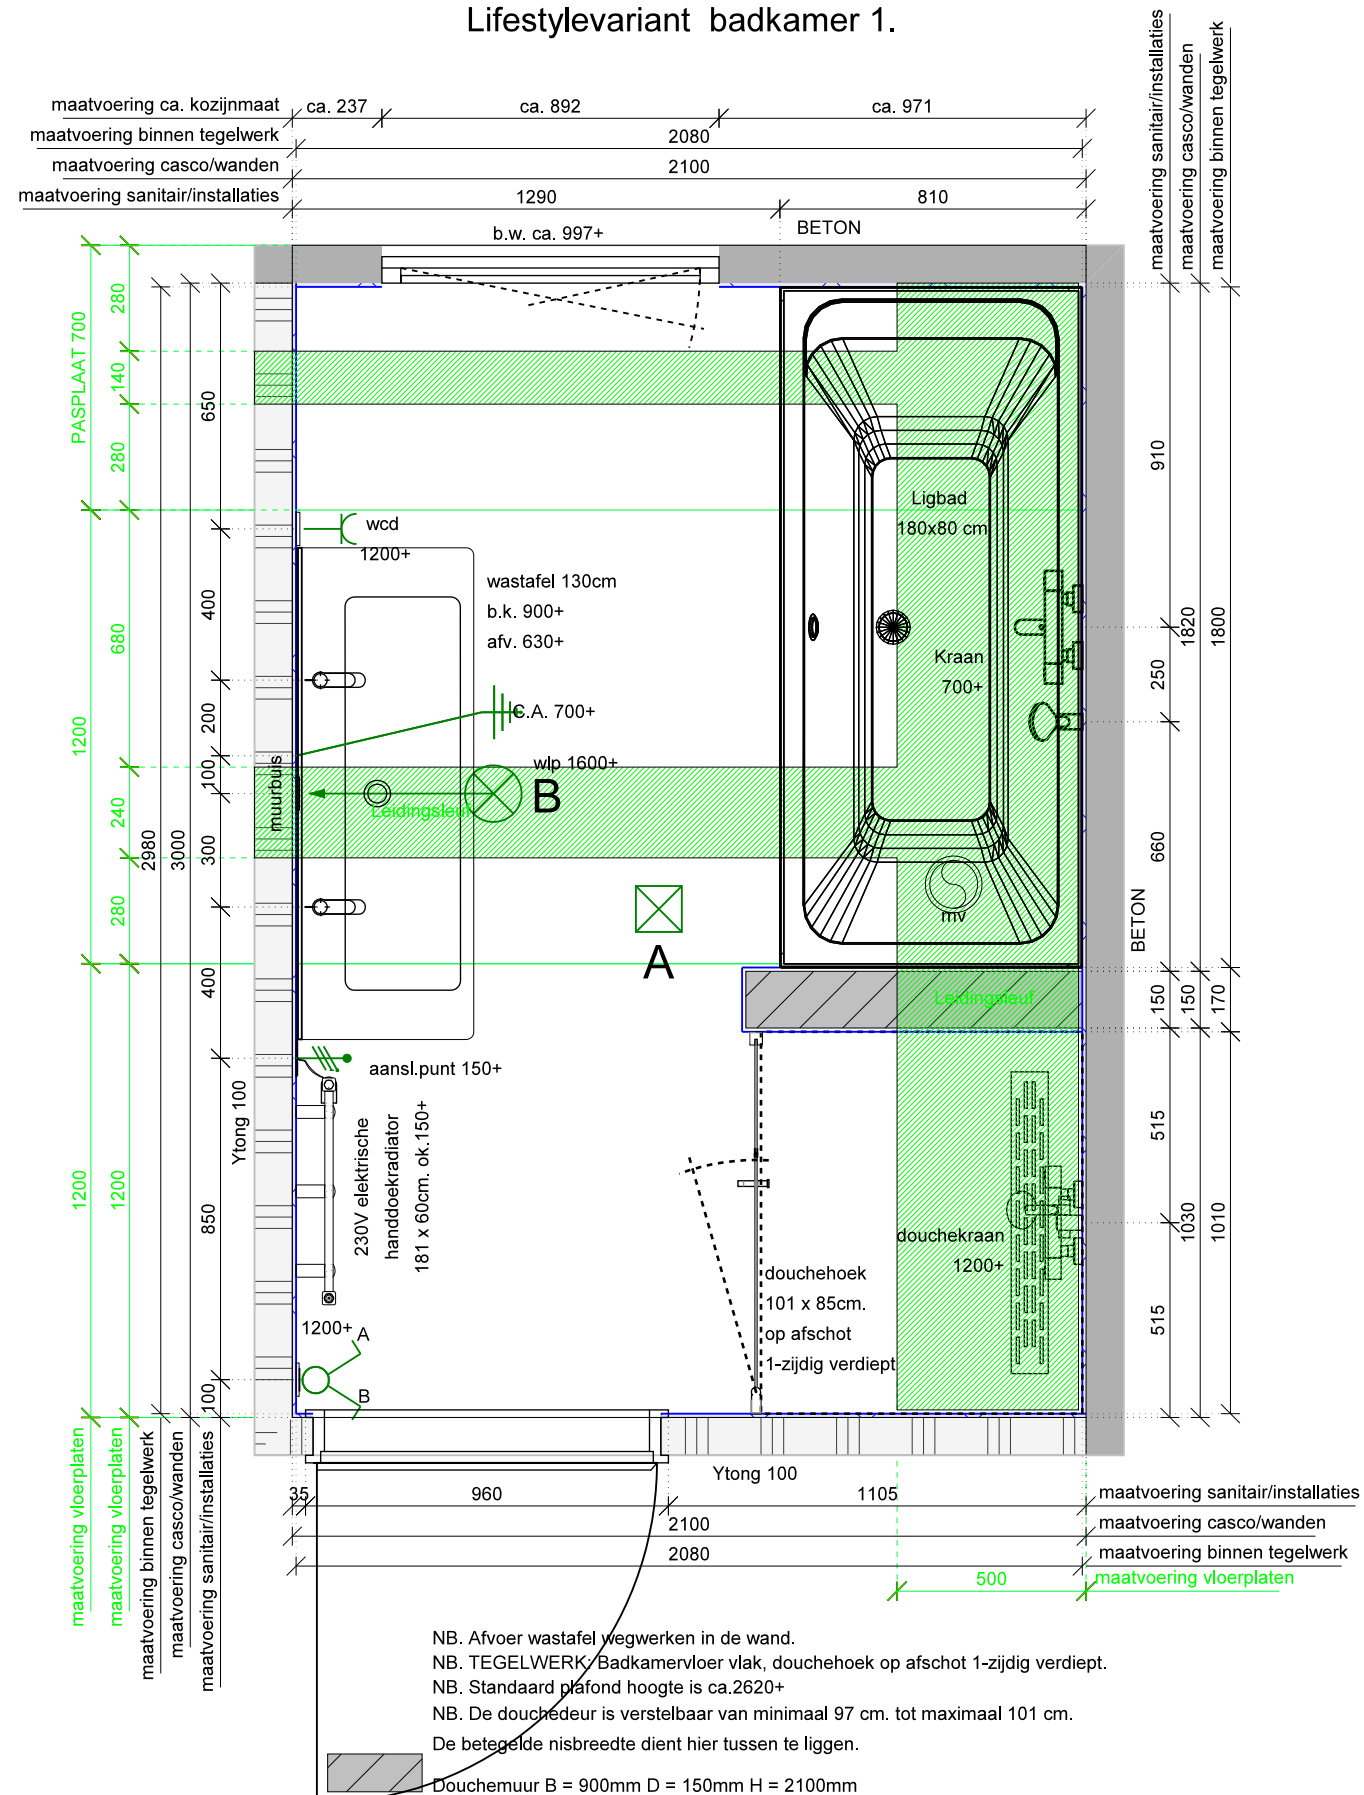 Lifestylevariant badkamer 1.
maatvoering ca. kozijnmaat
ca. 237
ca. 892
ca. 971
maatvoering binnen tegelwerk
2080
maatvoering casco/wanden
2100
maatvoering sanitair/installaties
1290
810
maatvoering sanitair/installaties
maatvoering casco/wanden
maatvoering binnen tegelwerk
b.w. ca. 997+
BETON
PASPLAAT 700
280
140
280
650
910
Ligbad
180x80 cm
wcd
1200+
wastafel 130cm
b.k. 900+
afv. 630+
400
680
1200
Kraan
700+
1820
1800
250
200
C.A. 700+
wlp 1600+
muurbuis
100
B
Leidingsleuf
240
2980
3000
300
660
280
mv
A
BETON
400
Leidingsleuf
150
150
170
aansl.punt 150+
Ytong 100
230V elektrische
handdoekradiator
181 x 60cm. ok.150+
515
1200
1200
850
1030
1010
douchekraan
1200+
douchehoek
101 x 85cm.
op afschot
1-zijdig verdiept
515
1200+
A
B
100
maatvoering vloerplaten
maatvoering vloerplaten
maatvoering binnen tegelwerk
maatvoering casco/wanden
maatvoering sanitair/installaties
Ytong 100
35
960
1105
maatvoering sanitair/installaties
2100
maatvoering casco/wanden
2080
maatvoering binnen tegelwerk
500
maatvoering vloerplaten
NB. Afvoer wastafel wegwerken in de wand.
NB. TEGELWERK: Badkamervloer vlak, douchehoek op afschot 1-zijdig verdiept.
NB. Standaard plafond hoogte is ca.2620+
NB. De douchedeur is verstelbaar van minimaal 97 cm. tot maximaal 101 cm.
De betegelde nisbreedte dient hier tussen te liggen.
Douchemuur B = 900mm D = 150mm H = 2100mm